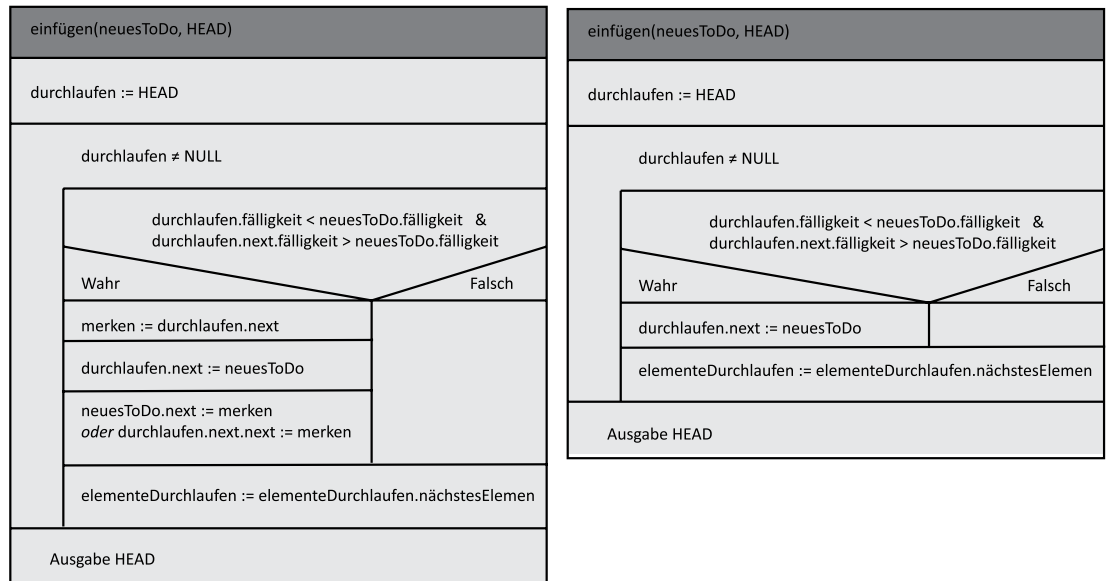 einfügen(neuesToDo, HEAD)
durchlaufen := HEAD
durchlaufen ≠ NULL
durchlaufen.fälligkeit < neuesToDo.fälligkeit &
durchlaufen.next.fälligkeit > neuesToDo.fälligkeit
Wahr
Falsch
merken := durchlaufen.next
durchlaufen.next := neuesToDo
neuesToDo.next := merken
oder durchlaufen.next.next := merken
elementeDurchlaufen := elementeDurchlaufen.nächstesElemen
Ausgabe HEAD
einfügen(neuesToDo, HEAD)
durchlaufen := HEAD
durchlaufen ≠ NULL
durchlaufen.fälligkeit < neuesToDo.fälligkeit &
durchlaufen.next.fälligkeit > neuesToDo.fälligkeit
Wahr
Falsch
durchlaufen.next := neuesToDo
elementeDurchlaufen := elementeDurchlaufen.nächstesElemen
Ausgabe HEAD